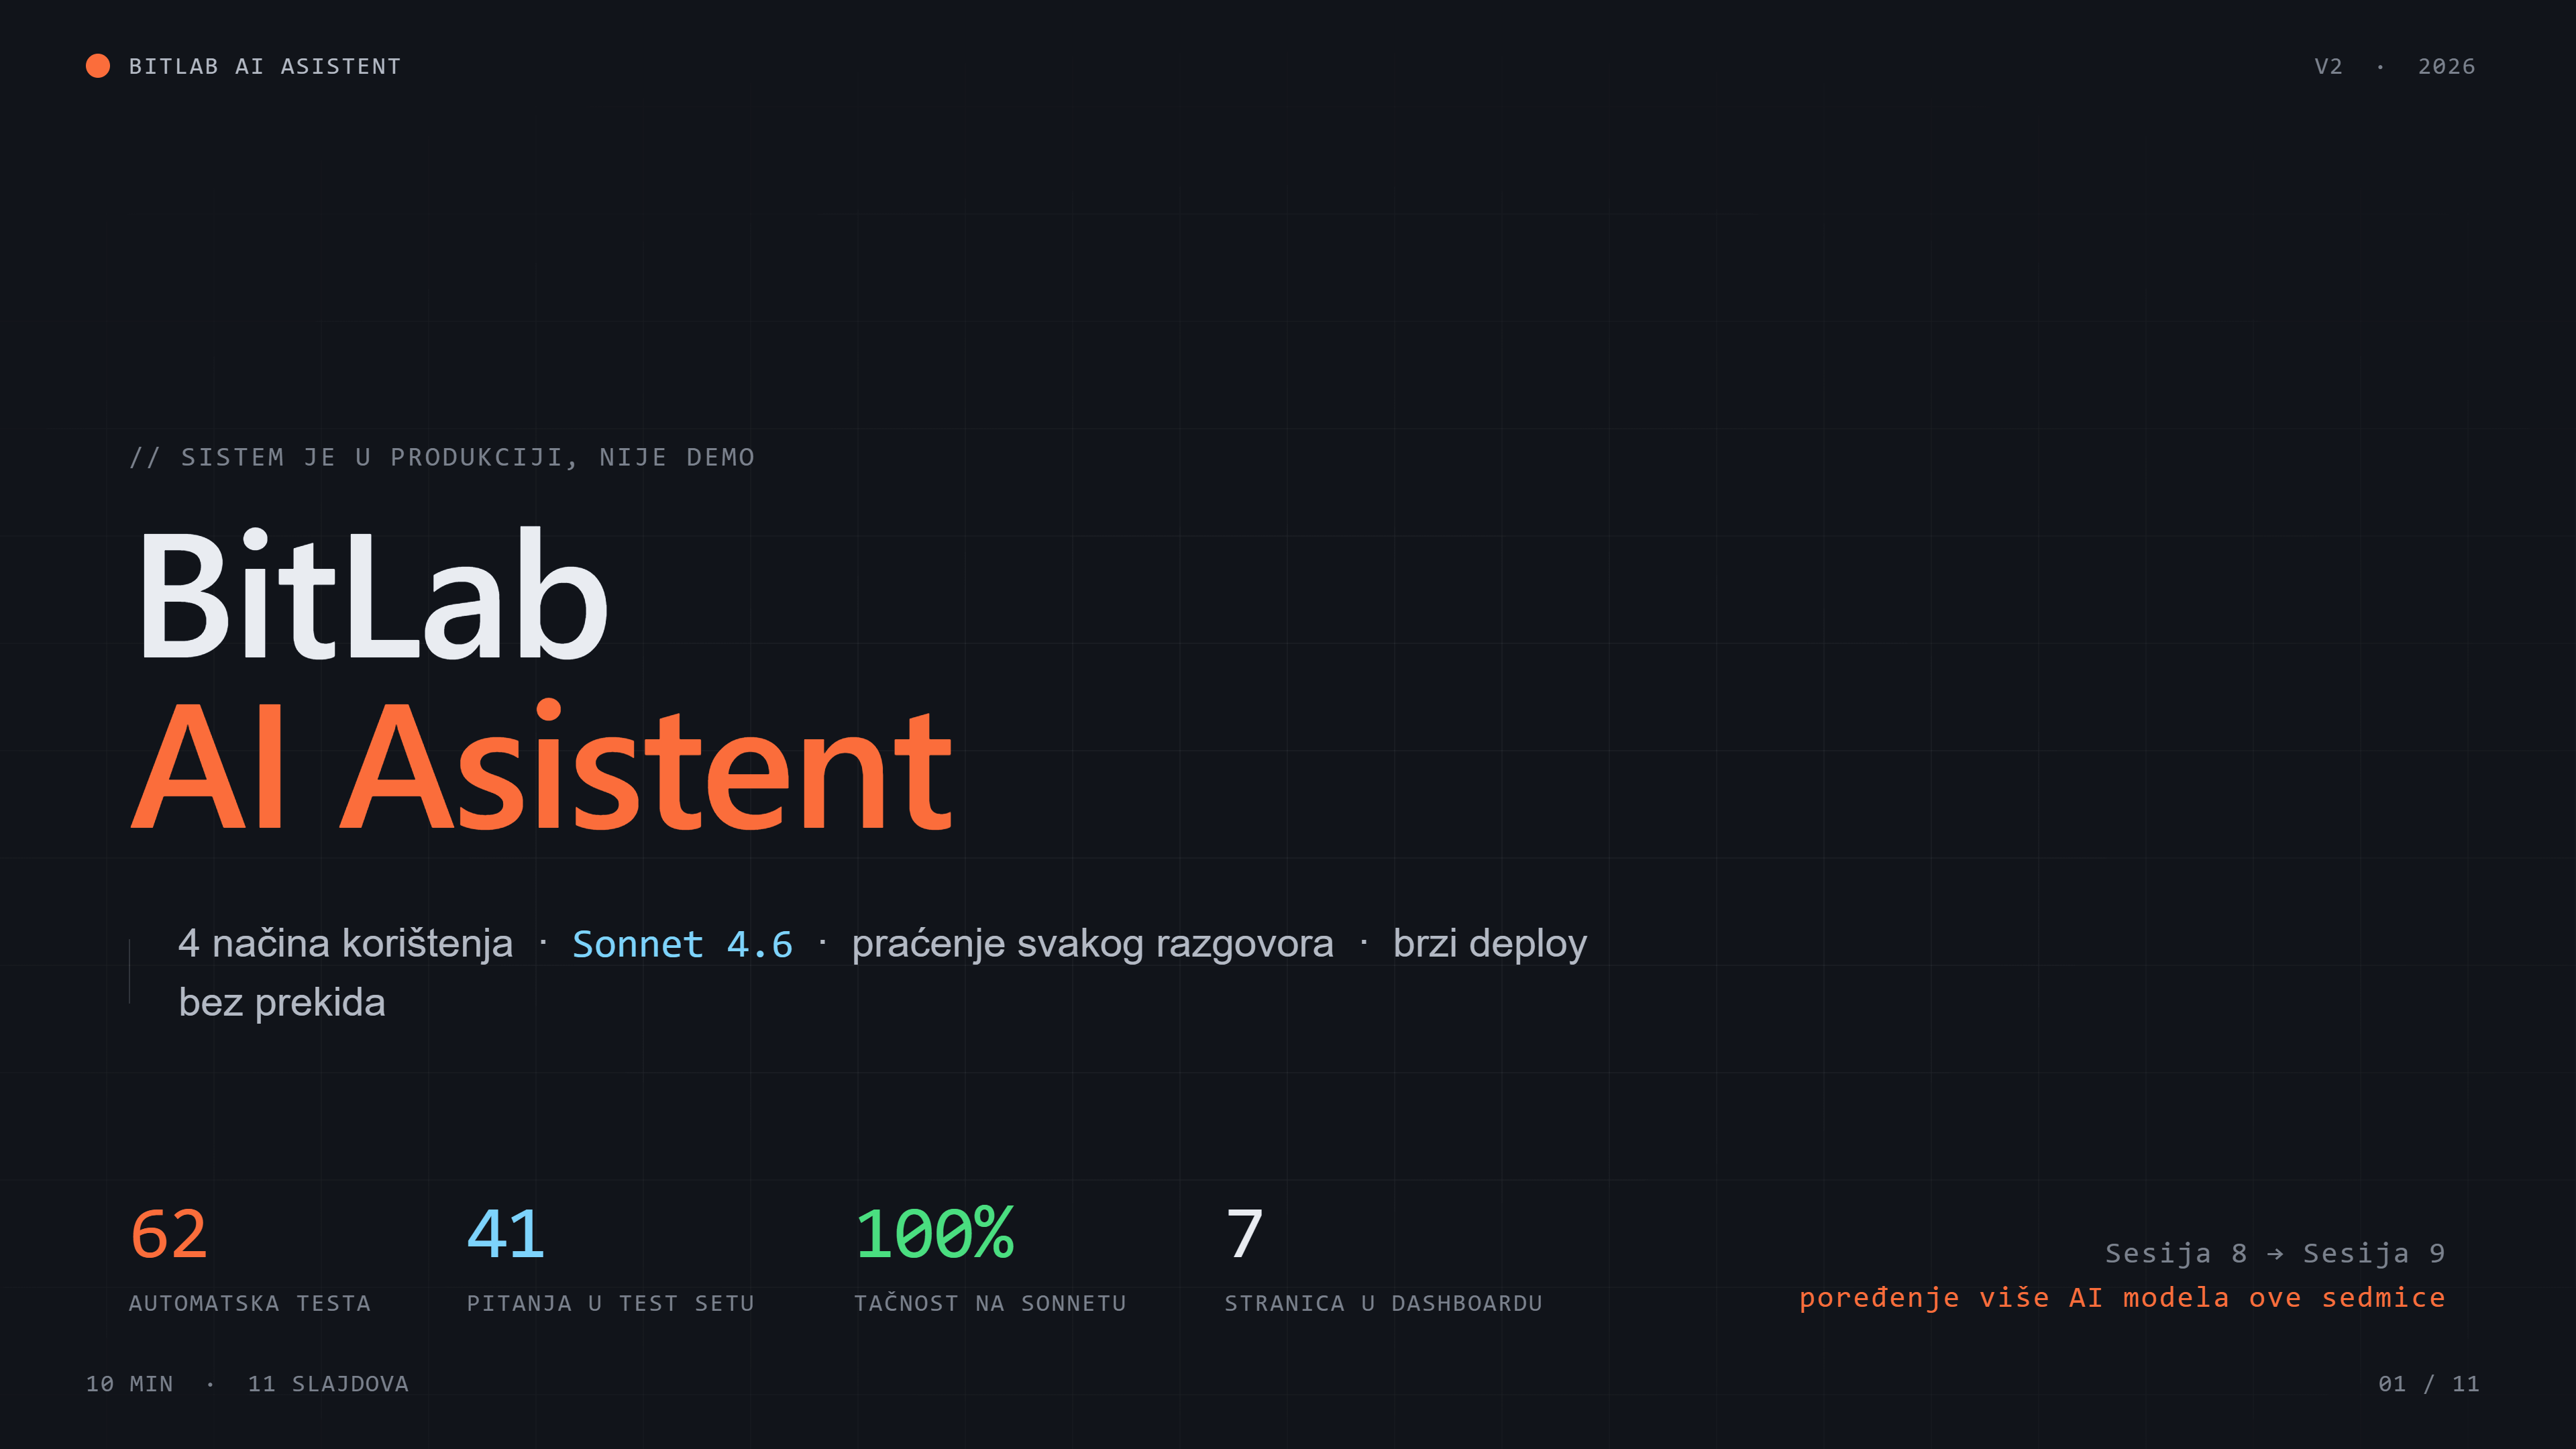 BITLAB AI ASISTENT
V2 · 2026
// SISTEM JE U PRODUKCIJI, NIJE DEMO
BitLab
AI Asistent
4 načina korištenja · Sonnet 4.6 · praćenje svakog razgovora · brzi deploy
bez prekida
62
AUTOMATSKA TESTA
41
PITANJA U TEST SETU
100%
TAČNOST NA SONNETU
7
STRANICA U DASHBOARDU
Sesija 8 → Sesija 9
poređenje više AI modela ove sedmice
10 MIN · 11 SLAJDOVA
01 / 11